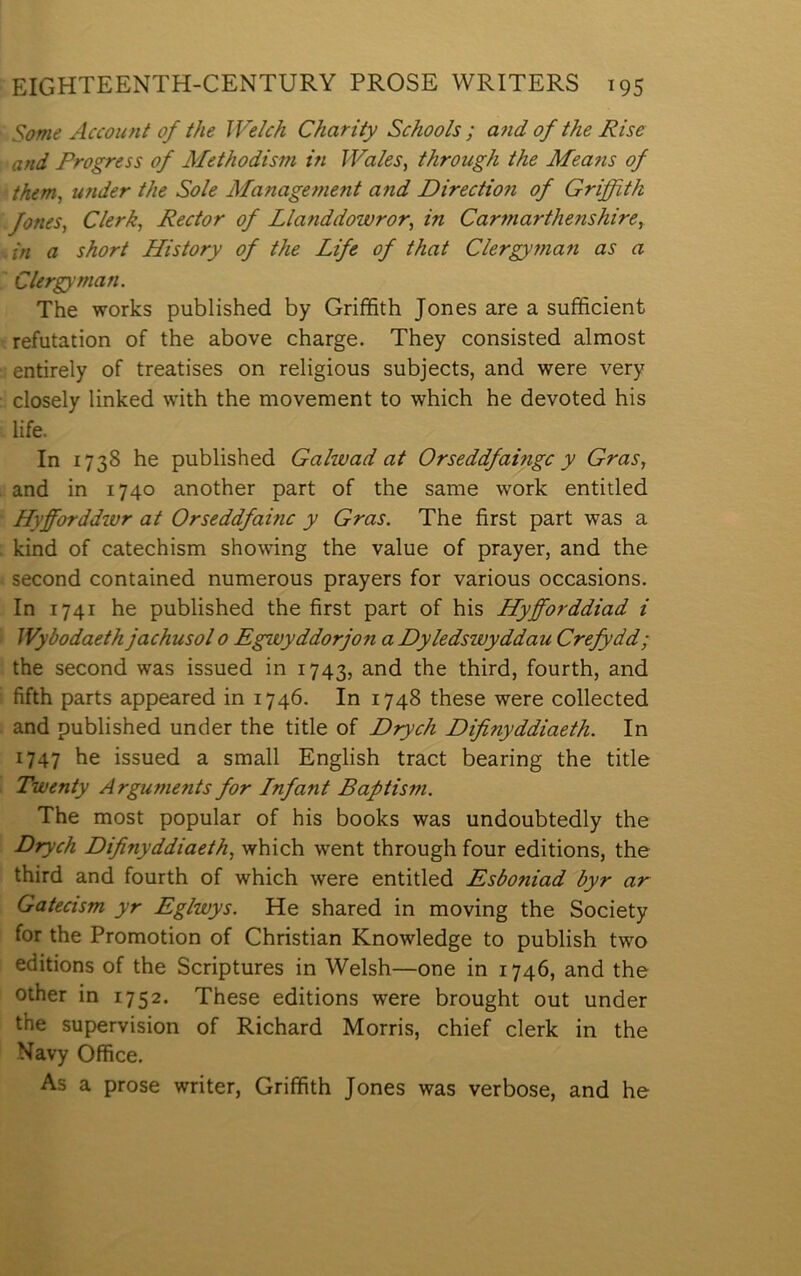 EIGHTEENTH-CENTURY PROSE WRITERS 195
Some Account of the Welch Charity Schools; and of the Rise
and Progress of Methodism in Wales, through the Means of
them, under the Sole Management and Direction of Griffith
Jones, Clerk, Rector of Llanddowror, in Carmarthenshire,
in a short History of the Life of that Clergyman as a
Clergyman.
The works published by Griffith Jones are a sufficient
refutation of the above charge. They consisted almost
entirely of treatises on religious subjects, and were very
closely linked with the movement to which he devoted his
life.
In 1738 he published Galwad at Orseddfaingc y Gras,
and in 1740 another part of the same work entitled
Hyfforddwr at Orseddfainc y Gras. The first part was a
kind of catechism showing the value of prayer, and the
second contained numerous prayers for various occasions.
In 1741 he published the first part of his Hyfforddiad i
Wybodaeth jachusol o Egwyddorjon a Dyledswyddau Crefydd;
the second was issued in 1743, and the third, fourth, and
fifth parts appeared in 1746. In 1748 these were collected
and published under the title of Drych Difinyddiaeth. In
1747 he issued a small English tract bearing the title
Twenty Arguments for Infant Baptism.
The most popular of his books was undoubtedly the
Drych Difinyddiaeth, which went through four editions, the
third and fourth of which were entitled Esboniad byr ar
Gatecism yr Eglwys. He shared in moving the Society
for the Promotion of Christian Knowledge to publish two
editions of the Scriptures in Welsh—one in 1746, and the
other in 1752. These editions were brought out under
the supervision of Richard Morris, chief clerk in the
Navy Office.
As a prose writer, Griffith Jones was verbose, and he